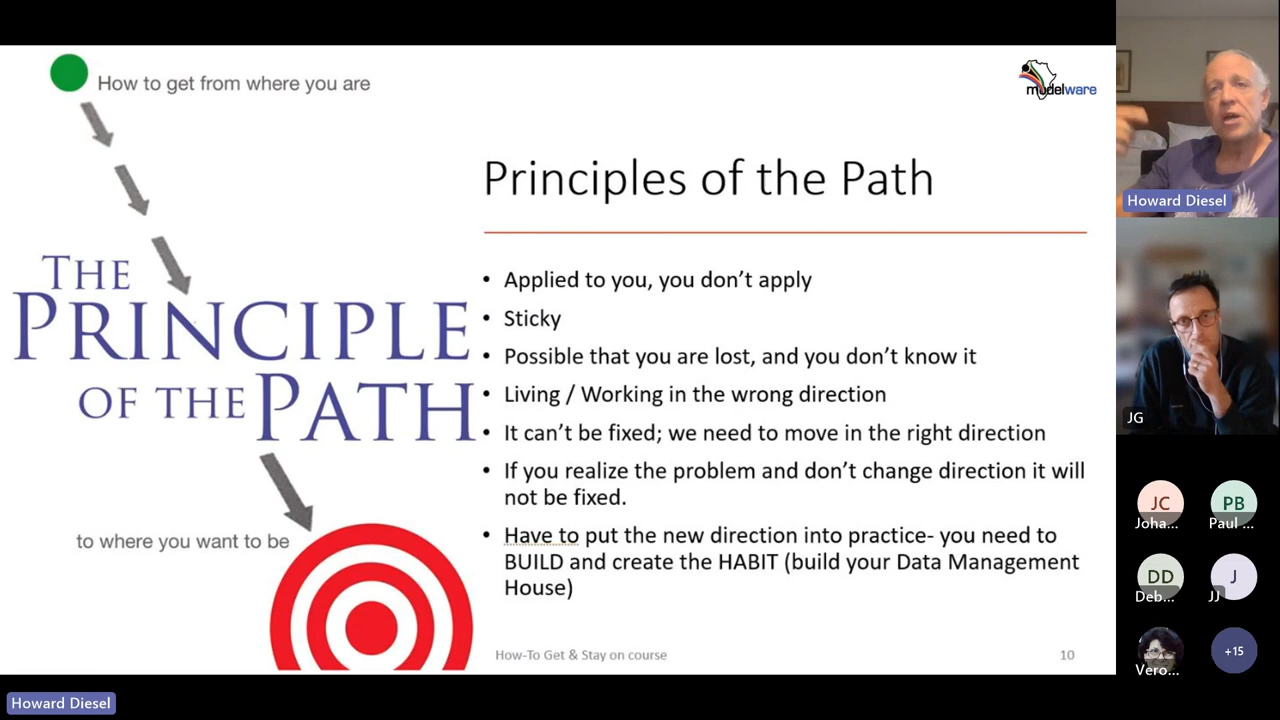 How to get from where you are
THE
PRINCIPLE
OF THE PATH
to where you want to be
modelware
Principles of the Path
• Applied to you, you don't apply
• Sticky
• Possible that you are lost, and you don't know it
• Living / Working in the wrong direction
• It can't be fixed; we need to move in the right direction
• If you realize the problem and don't change direction it will
not be fixed.
• Have to put the new direction into practice- you need to
BUILD and create the HABIT (build your Data Management
House)
How-To Get & Stay on course
10
Howard Diesel
JG
JC
Joha...
PB
Paul ...
DD
Deb...
J
JJ
Vero...
+15
Howard Diesel